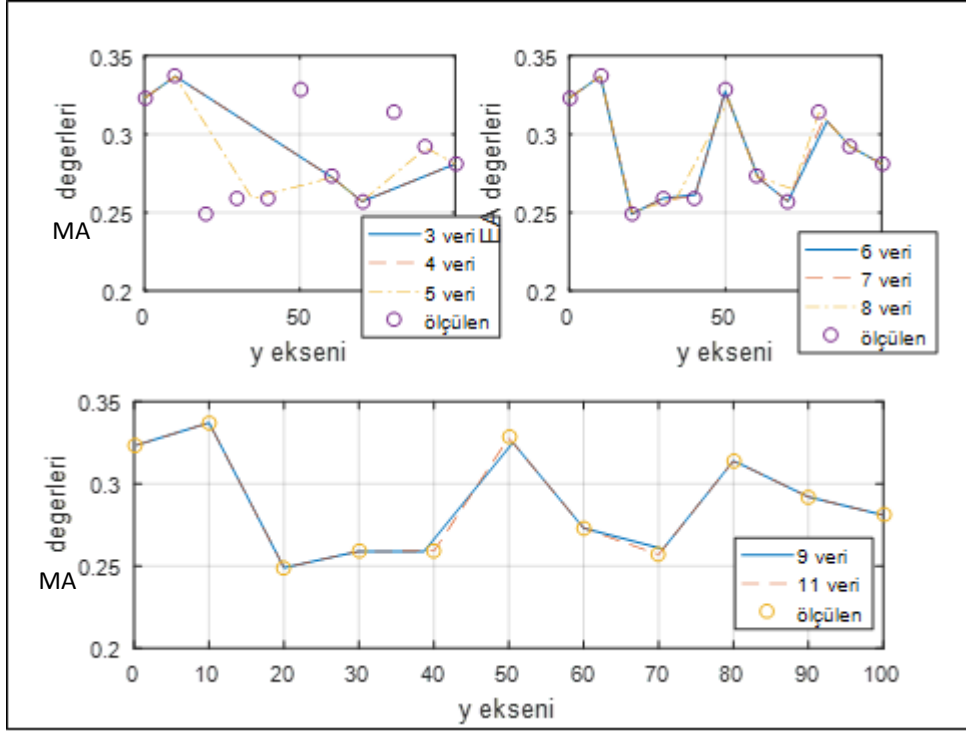 0.35
0.3
0.25
0.2
MA
degerleri
0
50
y ekseni
3 veri
4 veri
5 veri
ölçülen
0.35
0.3
0.25
0.2
degerleri
0
50
y ekseni
6 veri
7 veri
8 veri
ölçülen
0.35
0.3
0.25
0.2
MA
degerleri
0 10 20 30 40 50 60 70 80 90 100
y ekseni
9 veri
11 veri
ölçülen